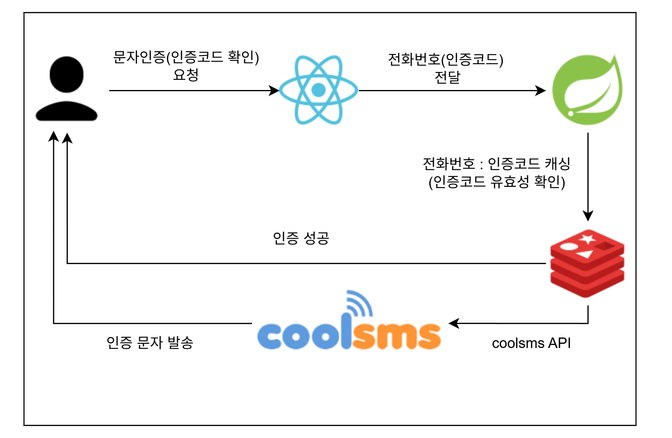 문자인증(인증코드 확인)
요청
전화번호(인증코드)
전달
전화번호 : 인증코드 캐싱
(인증코드 유효성 확인)
인증 성공
coolsms
인증 문자 발송
coolsms API